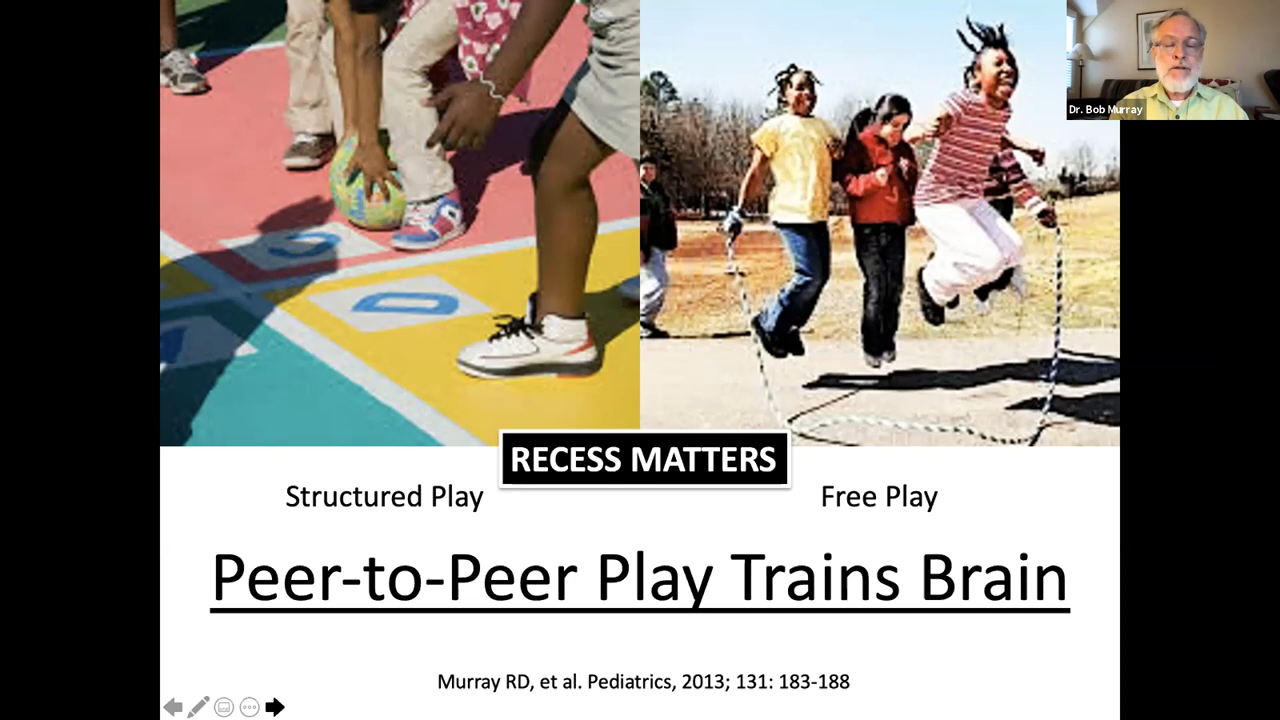 Dr. Bob Murray
D
RECESS MATTERS
Structured Play
Free Play
Peer-to-Peer Play Trains Brain
Murray RD, et al. Pediatrics, 2013; 131: 183-188